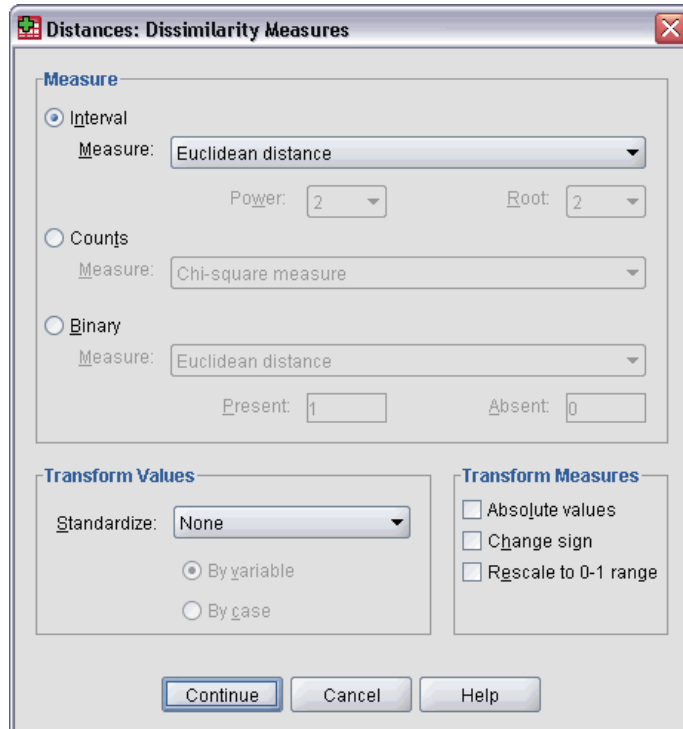 Distances: Dissimilarity Measures
Measure
Interval
Measure: Euclidean distance
Power: 2 Root: 2
Counts
Measure: Chi-square measure
Binary
Measure: Euclidean distance
Present: 1 Absent: 0
Transform Values
Standardize: None
By variable
By case
Transform Measures
Absolute values
Change sign
Rescale to 0-1 range
Continue Cancel Help